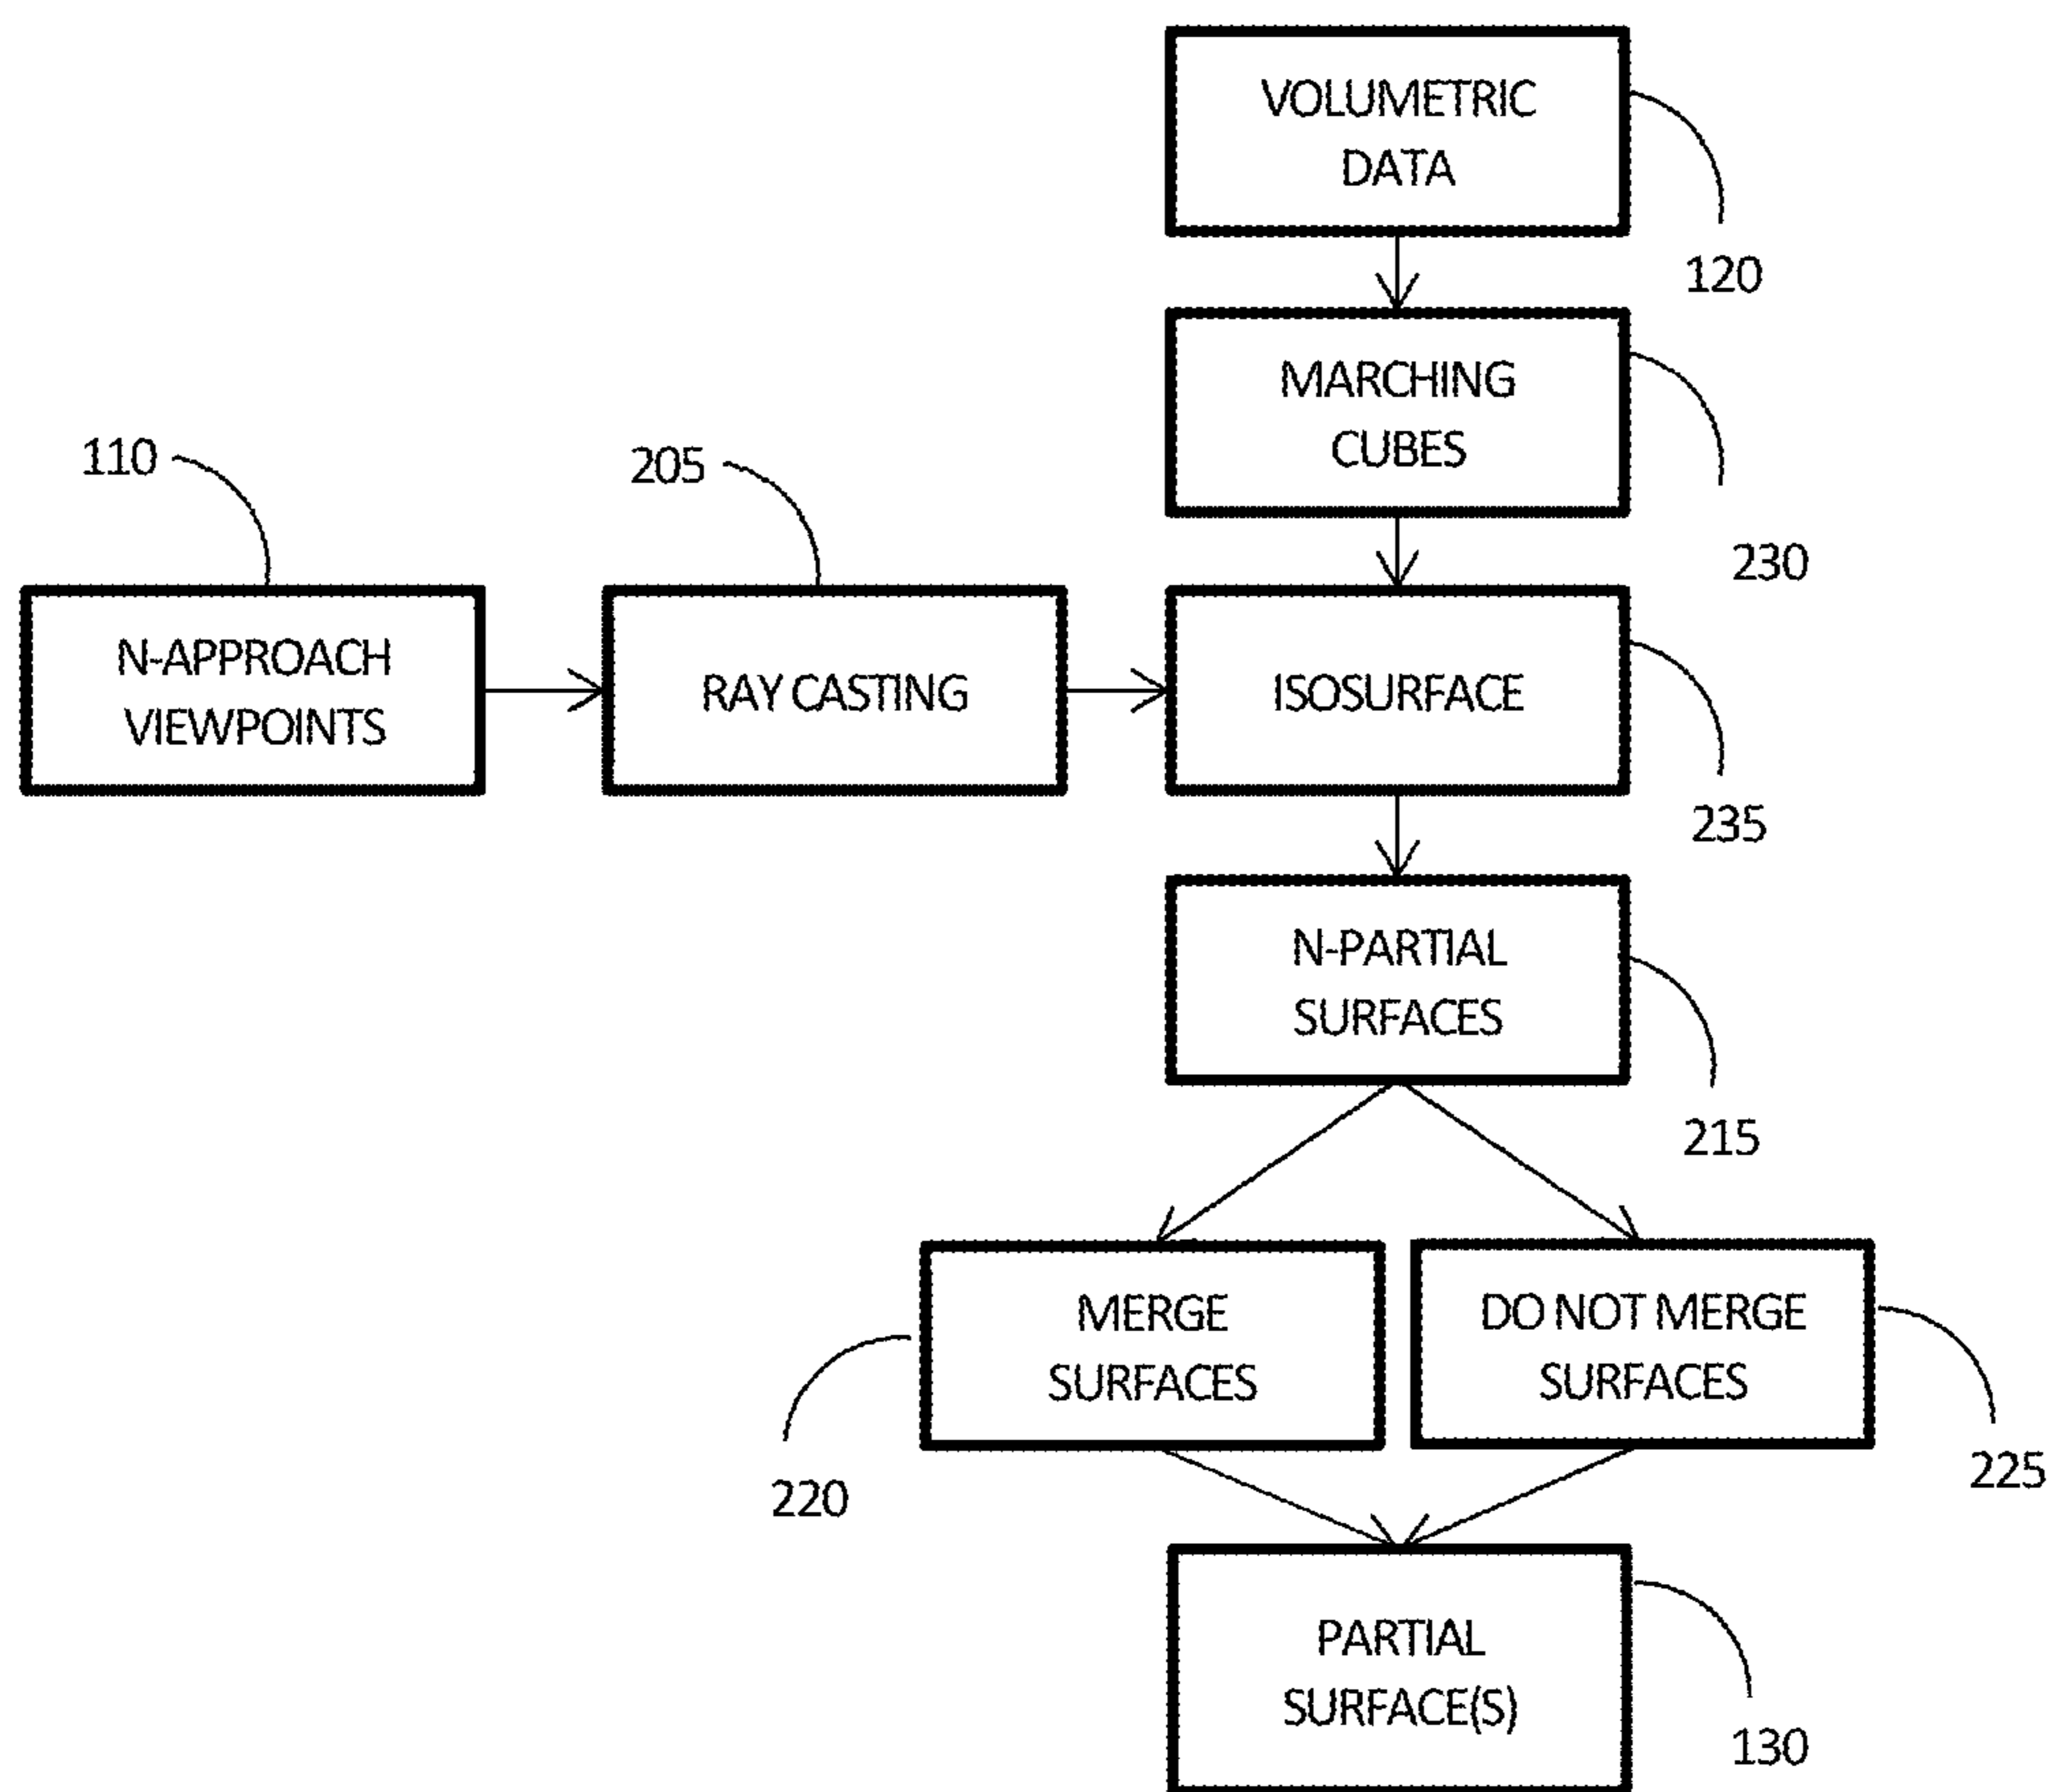 VOLUMETRIC
DATA
120
MARCHING
CUBES
230
110
205
N-APPROACH
VIEWPOINTS
RAY CASTING
ISOSURFACE
235
N-PARTIAL
SURFACES
215
MERGE
SURFACES
220
DO NOT MERGE
SURFACES
225
PARTIAL
SURFACE(S)
130